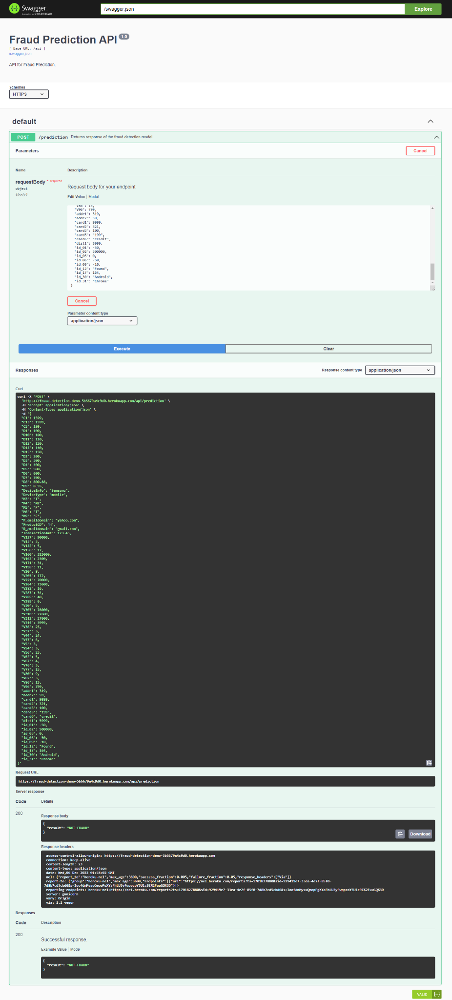 Swagger
Supported by SMARTBEAR
/swagger.json
Explore
Fraud Prediction API 1.0
[ Base URL: /api ]
/swagger.json
API for Fraud Prediction.
Schemes
HTTPS
default
POST /prediction Returns response of the fraud detection model.
Parameters
Cancel
Name Description
requestBody * required
object
(body)
Request body for your endpoint
Edit Value | Model
"V86": 15,
"V96": 799,
"addr1": 319,
"addr2": 59,
"card1": 9999,
"card2": 321,
"card3": 100,
"card5": "199",
"card6": "credit",
"dist1": 5999,
"id_01": -50,
"id_02": 500000,
"id_05": 0,
"id_06": -50,
"id_09": -10,
"id_12": "Found",
"id_17": 164,
"id_30": "Android",
"id_31": "Chrome"
}
Cancel
Parameter content type
application/json
Execute
Clear
Responses
Response content type
application/json
Curl
curl -X 'POST' \
'https://fraud-detection-demo-5b6679a4c9d0.herokuapp.com/api/prediction' \
-H 'accept: application/json' \
-H 'Content-Type: application/json' \
-d '{
"C1": 1599,
"C13": 1599,
"C5": 199,
"D1": 100,
"D10": 100,
"D11": 110,
"D12": 120,
"D14": 140,
"D15": 150,
"D2": 200,
"D3": 300,
"D4": 400,
"D5": 500,
"D6": 600,
"D7": 700,
"D8": 800.88,
"D9": 0.55,
"DeviceInfo": "Samsung",
"DeviceType": "mobile",
"M3": "T",
"M4": "M2",
"M5": "F",
"M6": "T",
"M9": "F",
"P_emaildomain": "yahoo.com",
"ProductCD": "H",
"R_emaildomain": "gmail.com",
"TransactionAmt": 123.45,
"V127": 90000,
"V13": 3,
"V142": 5,
"V156": 12,
"V160": 325000,
"V162": 2300,
"V171": 31,
"V198": 11,
"V20": 8,
"V203": 172,
"V221": 70000,
"V264": 73600,
"V282": 16,
"V283": 34,
"V285": 48,
"V289": 6,
"V30": 5,
"V307": 76000,
"V310": 27600,
"V312": 27600,
"V314": 3999,
"V36": 25,
"V37": 3,
"V44": 24,
"V47": 6,
"V5": 3,
"V54": 3,
"V56": 25,
"V62": 5,
"V67": 4,
"V76": 3,
"V77": 15,
"V80": 9,
"V82": 3,
"V86": 15,
"V96": 799,
"addr1": 319,
"addr2": 59,
"card1": 9999,
"card2": 321,
"card3": 100,
"card5": "199",
"card6": "credit",
"dist1": 5999,
"id_01": -50,
"id_02": 500000,
"id_05": 0,
"id_06": -50,
"id_09": -10,
"id_12": "Found",
"id_17": 164,
"id_30": "Android",
"id_31": "Chrome"
}'
Request URL
https://fraud-detection-demo-5b6679a4c9d0.herokuapp.com/api/prediction
Server response
Code Details
200
Response body
{
"result": "NOT-FRAUD"
}
Download
Response headers
access-control-allow-origin: https://fraud-detection-demo-5b6679a4c9d0.herokuapp.com
connection: keep-alive
content-length: 23
content-type: application/json
date: Wed,06 Dec 2023 01:58:02 GMT
nel: {"report_to":"heroku-nel","max_age":3600,"success_fraction":0.005,"failure_fraction":0.05,"response_headers":["Via"]}
report-to: {"group":"heroku-nel","max_age":3600,"endpoints":[{"url":"https://nel.heroku.com/reports?ts=1701827880&sid=929419e7-33ea-4e2f-85f0-
7d8b7cd5cbd6&s=IoofdmMysuQmopPgXYaFhLU3yFwppcoY5U1c9Z%2FuuGQ%3D"}]}
reporting-endpoints: heroku-nel=https://nel.heroku.com/reports?ts=1701827880&sid=929419e7-33ea-4e2f-85f0-7d8b7cd5cbd6&s=IoofdmMysuQmopPgXYaFhLU3yFwppcoY5U1c9Z%2FuuGQ%3D
server: gunicorn
vary: Origin
via: 1.1 vegur
Responses
Code Description
200
Successful response.
Example Value | Model
{
"result": "NOT-FRAUD"
}
VALID {···}